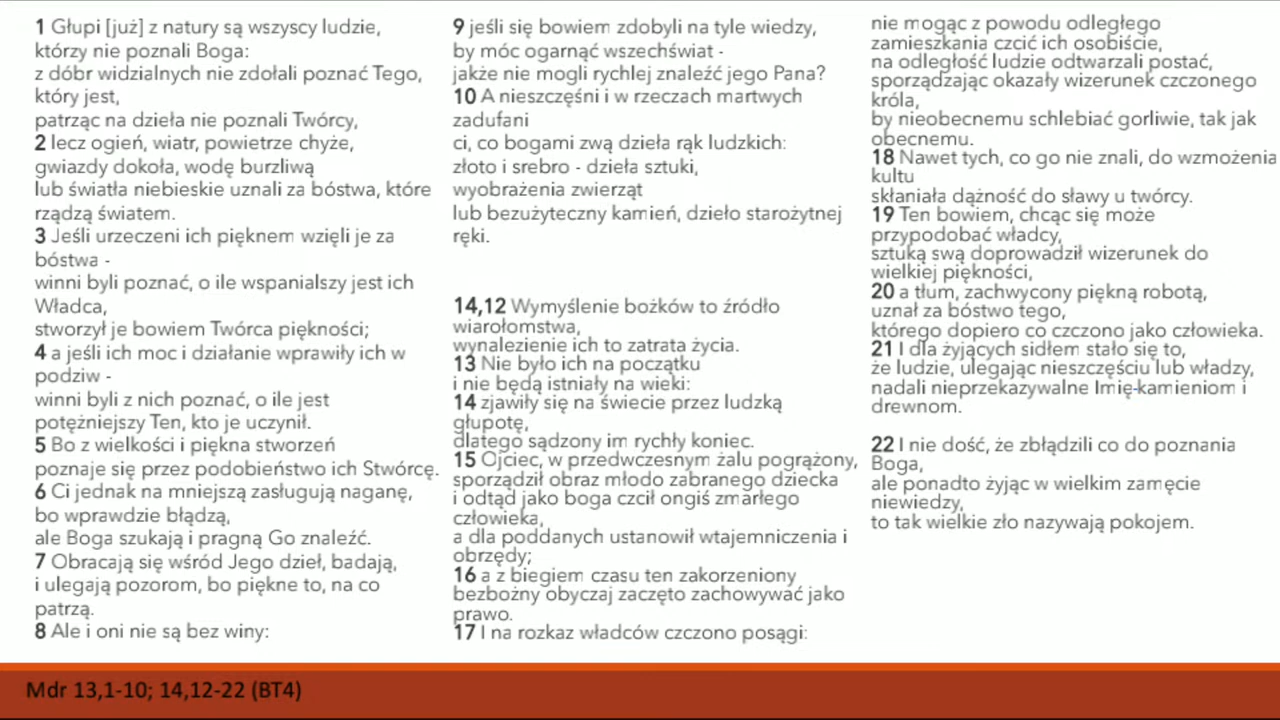 1 Głupi [już] z natury są wszyscy ludzie,
którzy nie poznali Boga:
z dóbr widzialnych nie zdołali poznać Tego,
który jest,
patrząc na dzieła nie poznali Twórcy,
2 lecz ogień, wiatr, powietrze chyże,
gwiazdy dokoła, wodę burzliwą
lub światła niebieskie uznali za bóstwa, które
rządzą światem.
3 Jeśli urzeczeni ich pięknem wzięli je za
bóstwa -
winni byli poznać, o ile wspanialszy jest ich
Władca,
stworzył je bowiem Twórca piękności;
4 a jeśli ich moc i działanie wprawiły ich w
podziw -
winni byli z nich poznać, o ile jest
potężniejszy Ten, kto je uczynił.
5 Bo z wielkości i piękna stworzeń
poznaje się przez podobieństwo ich Stwórcę.
6 Ci jednak na mniejszą zasługują naganę,
bo wprawdzie błądzą,
ale Boga szukają i pragną Go znaleźć.
7 Obracają się wśród Jego dzieł, badają,
i ulegają pozorom, bo piękne to, na co
patrzą.
8 Ale i oni nie są bez winy:
9 jeśli się bowiem zdobyli na tyle wiedzy,
by móc ogarnąć wszechświat -
jakże nie mogli rychlej znaleźć jego Pana?
10 A nieszczęśni i w rzeczach martwych
zadufani
ci, co bogami zwą dzieła rąk ludzkich:
złoto i srebro - dzieła sztuki,
wyobrażenia zwierząt
lub bezużyteczny kamień, dzieło starożytnej
ręki.
14,12 Wymyślenie bożków to źródło
wiarołomstwa,
wynalezienie ich to zatrata życia.
13 Nie było ich na początku
i nie będą istniały na wieki:
14 zjawiły się na świecie przez ludzką
głupotę,
dlatego sądzony im rychły koniec.
15 Ojciec, w przedwczesnym żalu pogrążony,
sporządził obraz młodo zabranego dziecka
i odtąd jako boga czcił ongiś zmarłego
człowieka,
a dla poddanych ustanowił wtajemniczenia i
obrzędy;
16 a z biegiem czasu ten zakorzeniony
bezbożny obyczaj zaczęto zachowywać jako
prawo.
17 I na rozkaz władców czczono posągi:
nie mogąc z powodu odległego
zamieszkania czcić ich osobiście,
na odległość ludzie odtwarzali postać,
sporządzając okazały wizerunek czczonego
króla,
by nieobecnemu schlebiać gorliwie, tak jak
obecnemu.
18 Nawet tych, co go nie znali, do wzmożenia
kultu
skłaniała dążność do sławy u twórcy.
19 Ten bowiem, chcąc się może
przypodobać władcy,
sztuką swą doprowadził wizerunek do
wielkiej piękności,
20 a tłum, zachwycony piękną robotą,
uznał za bóstwo tego,
którego dopiero co czczono jako człowieka.
21 I dla żyjących sidłem stało się to,
że ludzie, ulegając nieszczęściu lub władzy,
nadali nieprzekazywalne Imię kamieniom i
drewnom.
22 I nie dość, że zbłądzili co do poznania
Boga,
ale ponadto żyjąc w wielkim zamęcie
niewiedzy,
to tak wielkie zło nazywają pokojem.
Mdr 13,1-10; 14,12-22 (BT4)